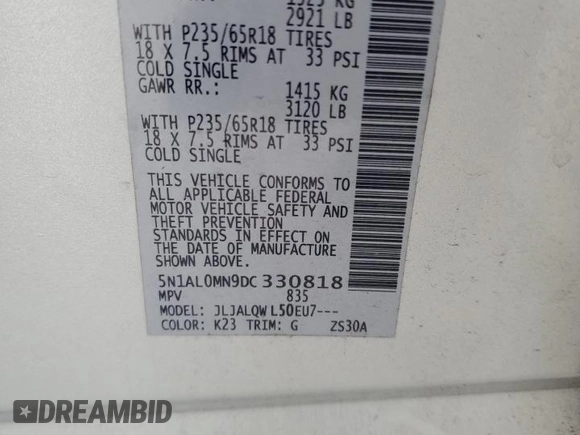 2921 LB
WITH P235/65R18 TIRES
18 X 7.5 RIMS AT 33 PSI
COLD SINGLE
GAWR RR.: 1415 KG
3120 LB
WITH P235/65R18 TIRES
18 X 7.5 RIMS AT 33 PSI
COLD SINGLE
THIS VEHICLE CONFORMS TO
ALL APPLICABLE FEDERAL
MOTOR VEHICLE SAFETY AND
THEFT PREVENTION
STANDARDS IN EFFECT ON
THE DATE OF MANUFACTURE
SHOWN ABOVE.
5N1AL0MN9DC330818
MPV 835
MODEL: JLJALQWL50EU7---
COLOR: K23 TRIM: G ZS30A
DREAMBID